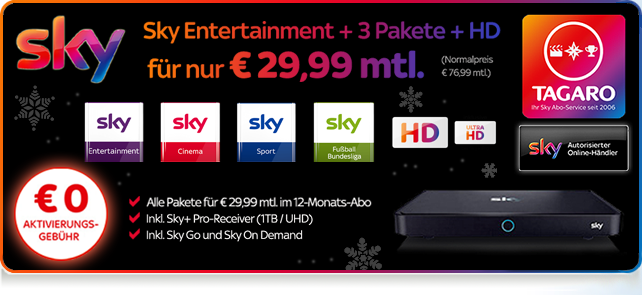 sky
Sky Entertainment + 3 Pakete + HD
für nur € 29,99 mtl.
(Normalpreis
€ 76,99 mtl.)
TAGARO
Ihr Sky Abo-Service seit 2006
sky
Entertainment
sky
Cinema
sky
Sport
sky
Fußball
Bundesliga
HD
ULTRA
HD
sky
Autorisierter
Online-Händler
€ 0
AKTIVIERUNGS-
GEBÜHR
Alle Pakete für € 29,99 mtl. im 12-Monats-Abo
Inkl. Sky+ Pro-Receiver (1TB / UHD)
Inkl. Sky Go und Sky On Demand
sky
sky